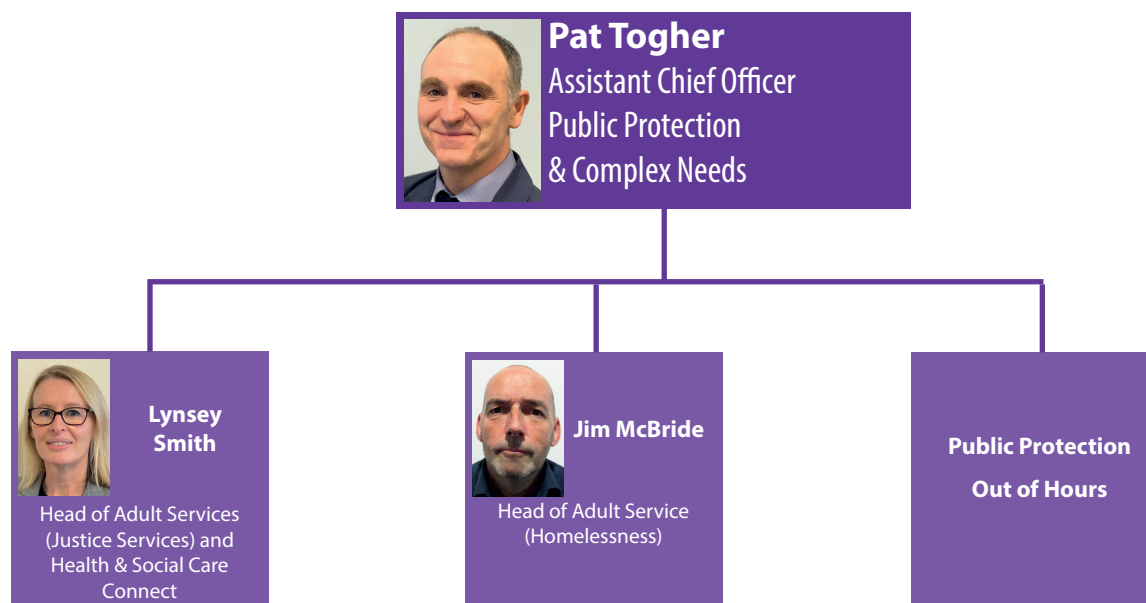 Pat Togher
Assistant Chief Officer
Public Protection
& Complex Needs
Lynsey
Smith
Head of Adult Services
(Justice Services) and
Health & Social Care
Connect
Jim McBride
Head of Adult Service
(Homelessness)
Public Protection
Out of Hours